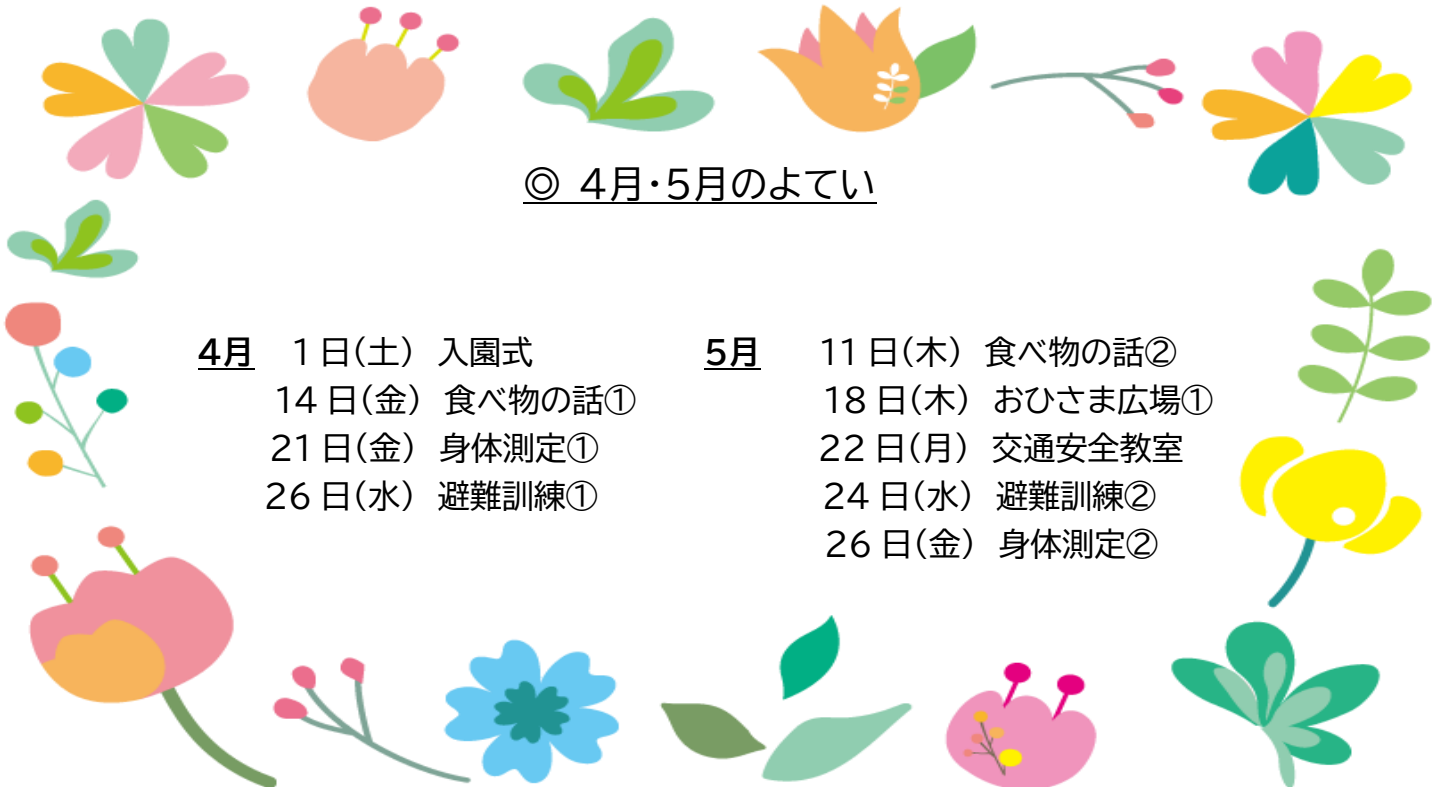 ◎ 4月・5月のよてい
4月 1日(土) 入園式
14日(金) 食べ物の話①
21日(金) 身体測定①
26日(水) 避難訓練①
5月 11日(木) 食べ物の話②
18日(木) おひさま広場①
22日(月) 交通安全教室
24日(水) 避難訓練②
26日(金) 身体測定②